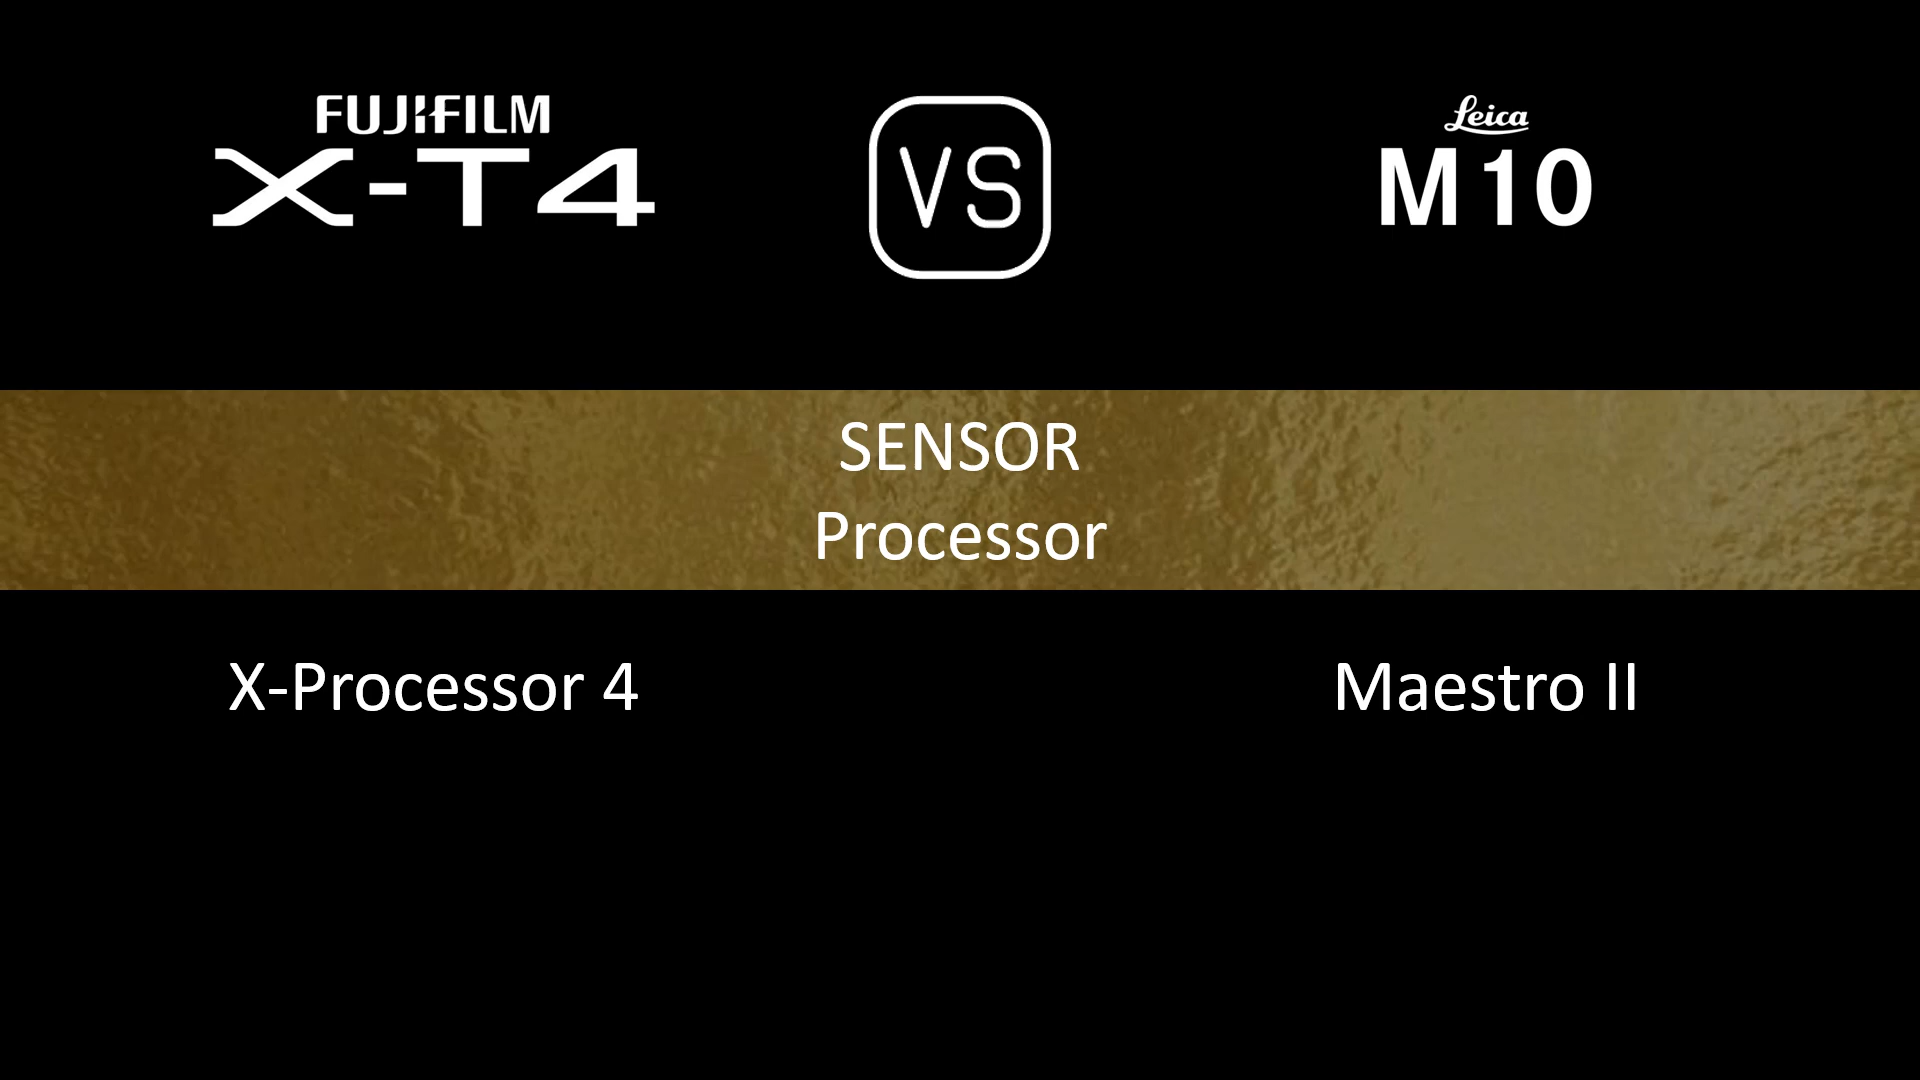 FUJIFILM
X-T4
VS
Leica
M10
SENSOR
Processor
X-Processor 4
Maestro II